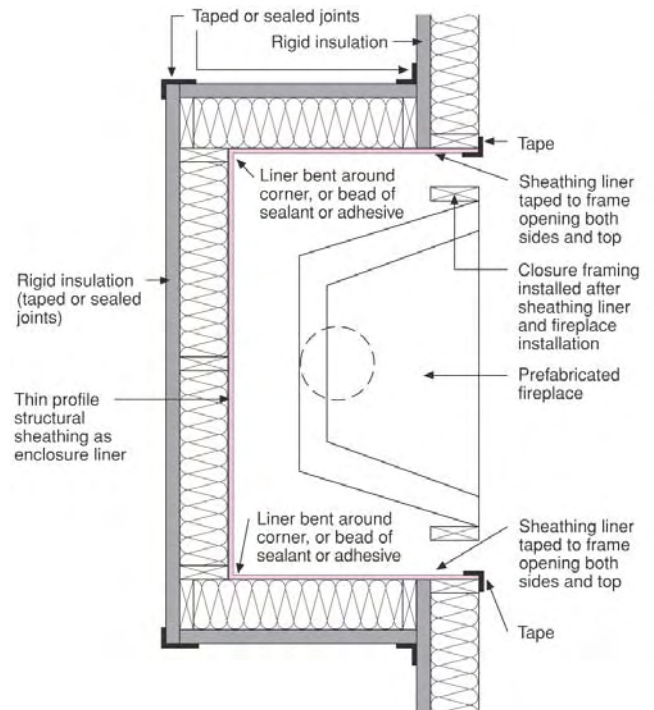 Taped or sealed joints
Rigid insulation
Tape
Liner bent around
corner, or bead of
sealant or adhesive
Sheathing liner
taped to frame
opening both
sides and top
Rigid insulation
(taped or sealed
joints)
Closure framing
installed after
sheathing liner
and fireplace
installation
Prefabricated
fireplace
Thin profile
structural
sheathing as
enclosure liner
Liner bent around
corner, or bead of
sealant or adhesive
Sheathing liner
taped to frame
opening both
sides and top
Tape